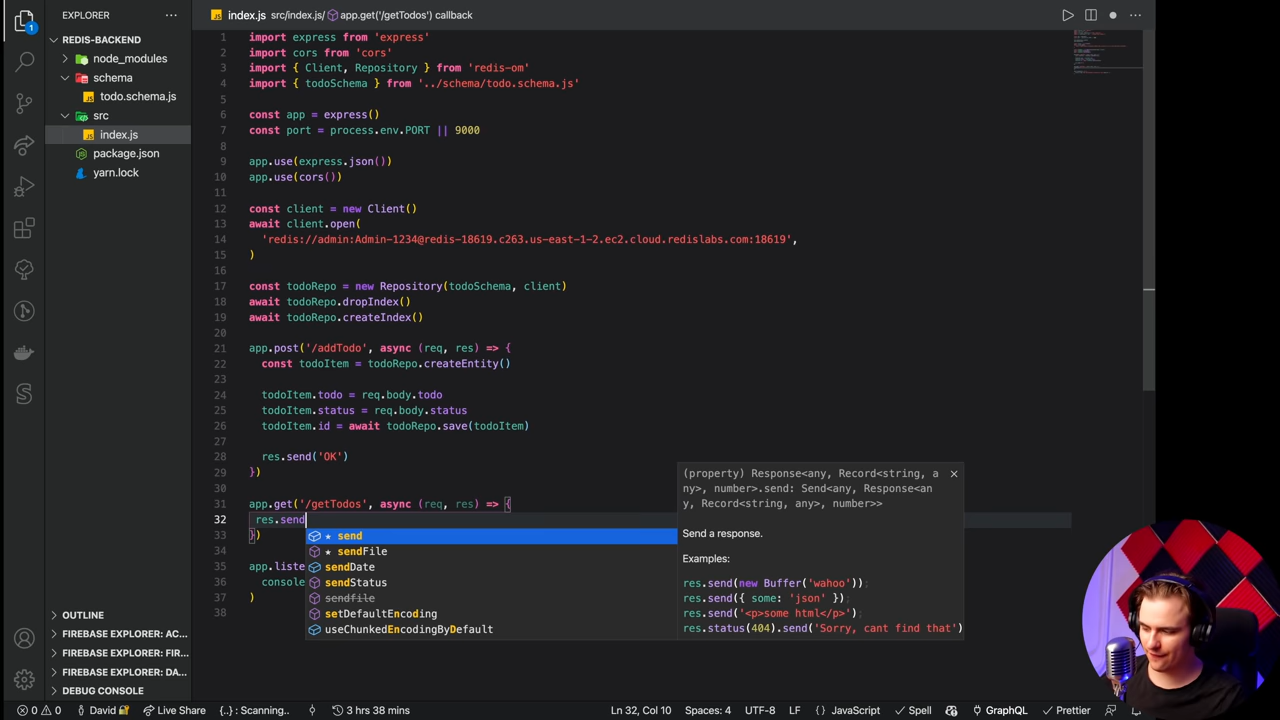 EXPLORER
index.js src/index.js/ app.get('/getTodos') callback
REDIS-BACKEND
node_modules
schema
todo.schema.js
src
index.js
package.json
yarn.lock
OUTLINE
FIREBASE EXPLORER: AC...
FIREBASE EXPLORER: FIR...
FIREBASE EXPLORER: DA...
DEBUG CONSOLE
1
1 import express from 'express'
2 import cors from 'cors'
3 import { Client, Repository } from 'redis-om'
4 import { todoSchema } from '../schema/todo.schema.js'
5
6 const app = express()
7 const port = process.env.PORT || 9000
8
9 app.use(express.json())
10 app.use(cors())
11
12 const client = new Client()
13 await client.open(
14 'redis://admin:Admin-1234@redis-18619.c263.us-east-1-2.ec2.cloud.redislabs.com:18619',
15 )
16
17 const todoRepo = new Repository(todoSchema, client)
18 await todoRepo.dropIndex()
19 await todoRepo.createIndex()
20
21 app.post('/addTodo', async (req, res) => {
22 const todoItem = todoRepo.createEntity()
23
24 todoItem.todo = req.body.todo
25 todoItem.status = req.body.status
26 todoItem.id = await todoRepo.save(todoItem)
27
28 res.send('OK')
29 })
30
31 app.get('/getTodos', async (req, res) => {
32 res.send
33 })
34
35 app.liste
36 console
37 )
38
★ send
★ sendFile
sendDate
sendStatus
sendfile
setDefaultEncoding
useChunkedEncodingByDefault
(property) Response<any, Record<string, a
ny>, number>.send: Send<any, Response<an
y, Record<string, any>, number>>
Send a response.
Examples:
res.send(new Buffer('wahoo'));
res.send({ some: 'json' });
res.send('<p>some html</p>');
res.status(404).send('Sorry, cant find that')
0 0 David Live Share {..} : Scanning.. 3 hrs 38 mins Ln 32, Col 10 Spaces: 4 UTF-8 LF {} JavaScript Spell GraphQL Prettier